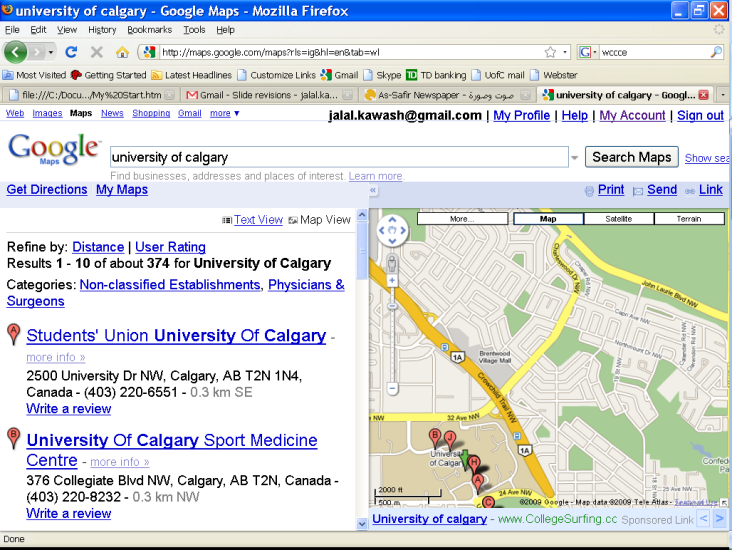 university of calgary - Google Maps - Mozilla Firefox
File Edit View History Bookmarks Tools Help
http://maps.google.com/maps?rls=ig&hl=en&tab=wl
G wccce
Most Visited Getting Started Latest Headlines Customize Links Gmail Skype TD TD banking UofC mail Webster
file:///C:/Docu.../My%20Start.htm Gmail - Slide revisions - jalal.ka... As-Safir Newspaper - صوت وصورة university of calgary - Googl...
Web Images Maps News Shopping Gmail more ▼ jalal.kawash@gmail.com | My Profile | Help | My Account | Sign out
Google Maps
university of calgary
Search Maps
Show sea
Find businesses, addresses and places of interest. Learn more
Get Directions My Maps
« Print Send Link
Text View Map View
More... Map Satellite Terrain
Refine by: Distance | User Rating
Results 1 - 10 of about 374 for University of Calgary
Categories: Non-classified Establishments, Physicians &
Surgeons
A Students' Union University Of Calgary -
more info »
2500 University Dr NW, Calgary, AB T2N 1N4,
Canada - (403) 220-6551 - 0.3 km SE
Write a review
B University Of Calgary Sport Medicine
Centre - more info »
376 Collegiate Blvd NW, Calgary, AB T2N, Canada -
(403) 220-8232 - 0.3 km NW
Write a review
Charleswood Dr NW
John Laurie Blvd NW
Capri Ave NW
Northmount Dr NW
1A
Brentwood
Village Mall
Crowchild Trail NW
32 Ave NW
B J
University
of Calgary
H
A
C
1A
24 Ave NW
25 Ave NW
Confed
2000 ft
500 m
©2009 Google - Map data ©2009 Tele Atlas -
University of calgary - www.CollegeSurfing.cc Sponsored Link < >
Done